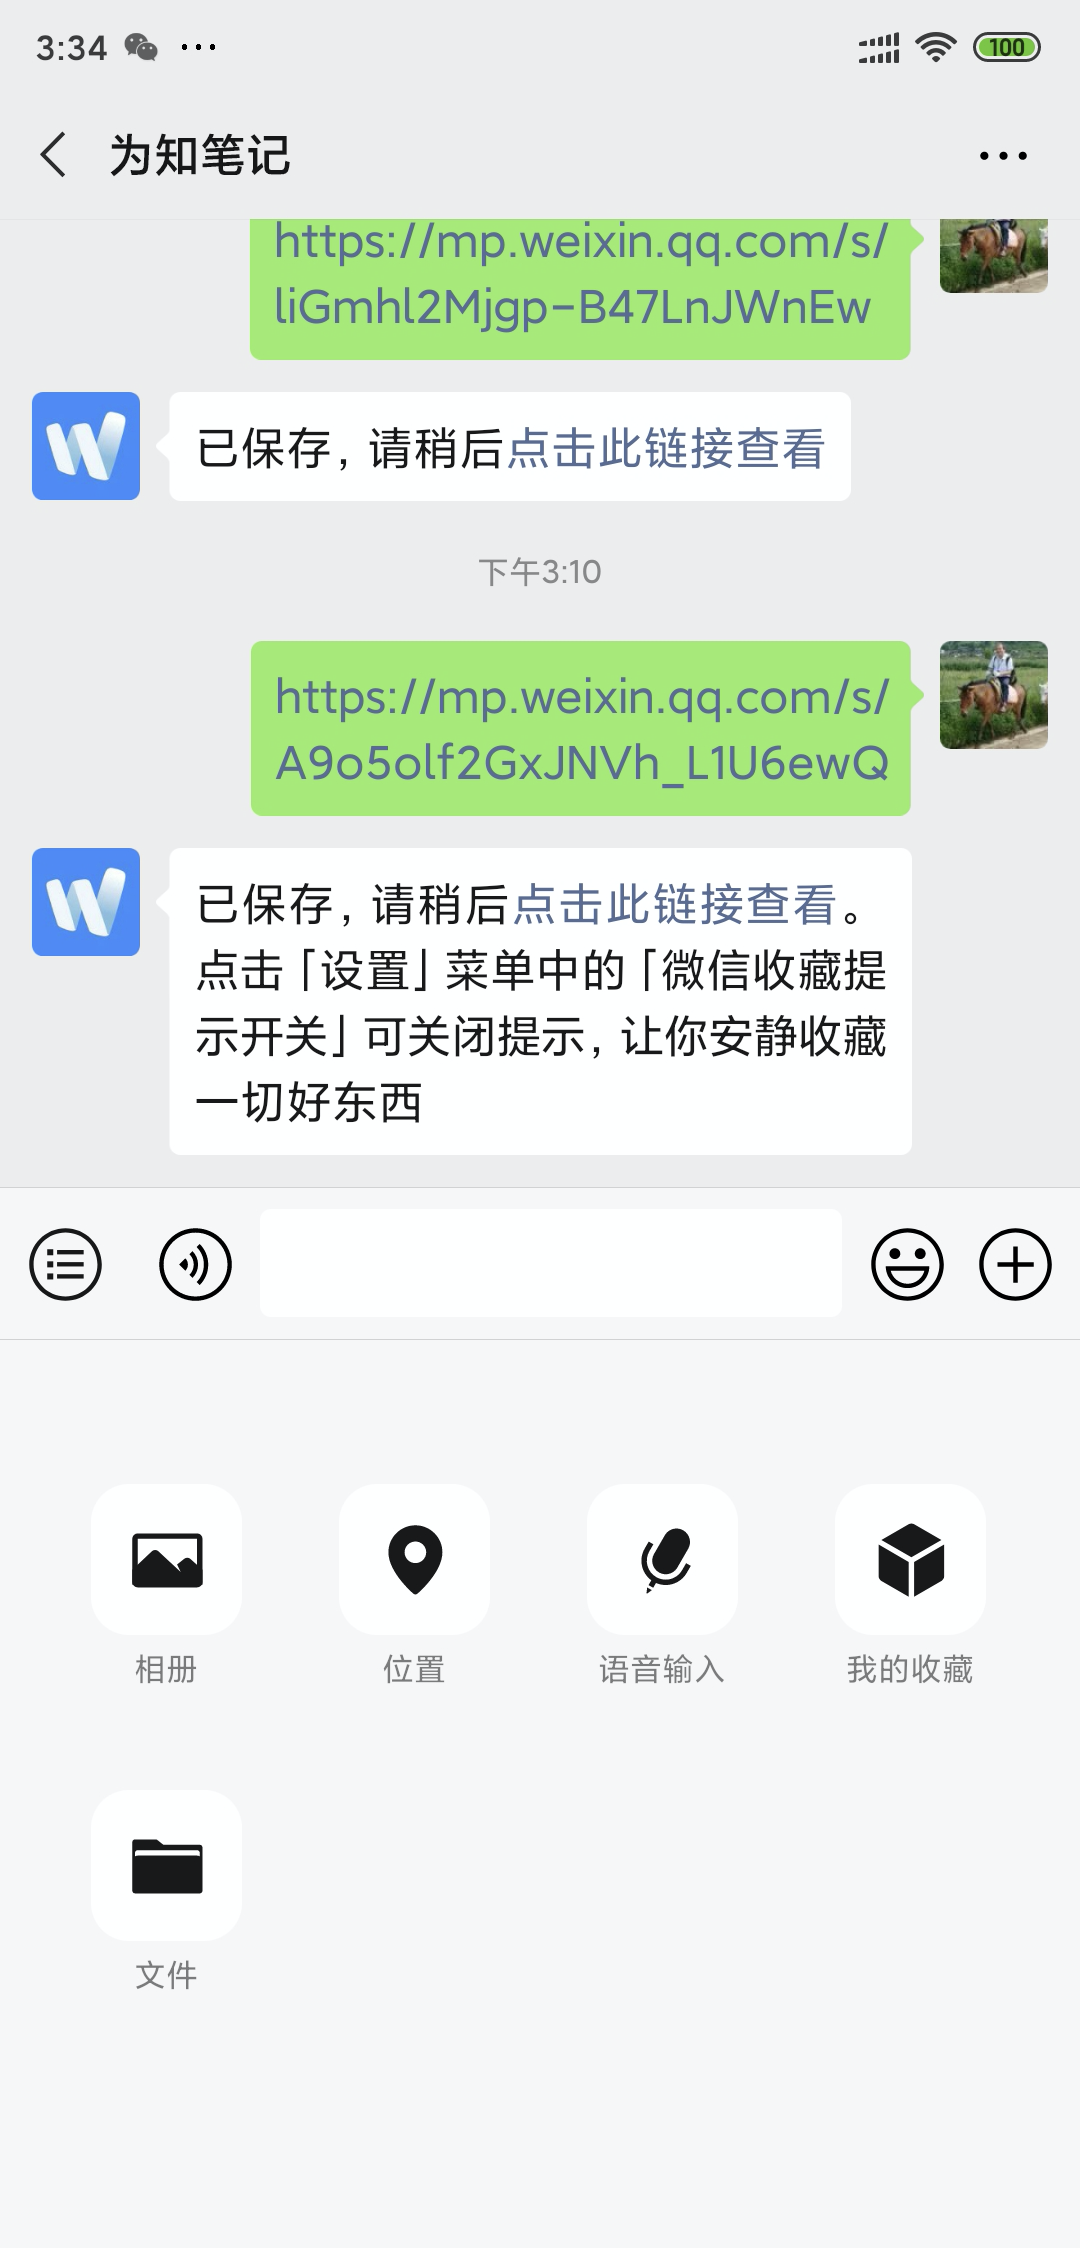 3:34
100
为知笔记
https://mp.weixin.qq.com/s/
liGmhl2Mjgp-B47LnJWnEw
已保存，请稍后点击此链接查看
下午3:10
https://mp.weixin.qq.com/s/
A9o5olf2GxJNVh_L1U6ewQ
已保存，请稍后点击此链接查看。
点击「设置」菜单中的「微信收藏提
示开关」可关闭提示，让你安静收藏
一切好东西
相册
位置
语音输入
我的收藏
文件